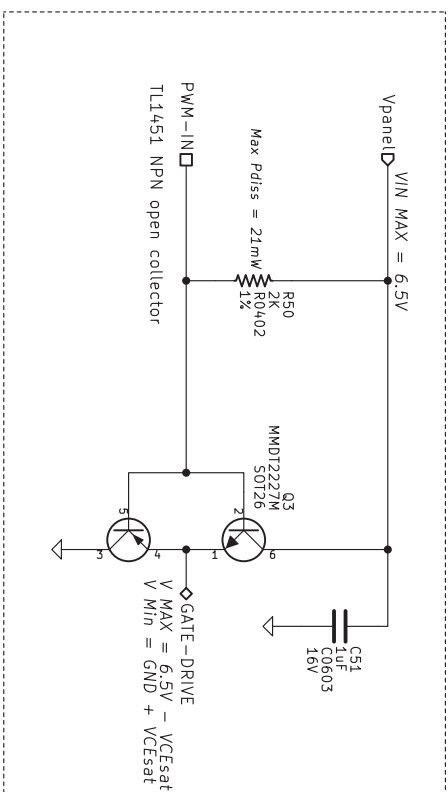 Vpanel
VIN MAX = 6.5V
Max Pdiss = 21mW
R50
2K
R0402
1%
PWM-IN
TL1451 NPN open collector
Q3
MMDT2227M
SOT26
2
6
1
5
4
3
C51
1uF
C0603
16V
GATE-DRIVE
V MAX = 6.5V - VCEsat
V Min = GND + VCEsat